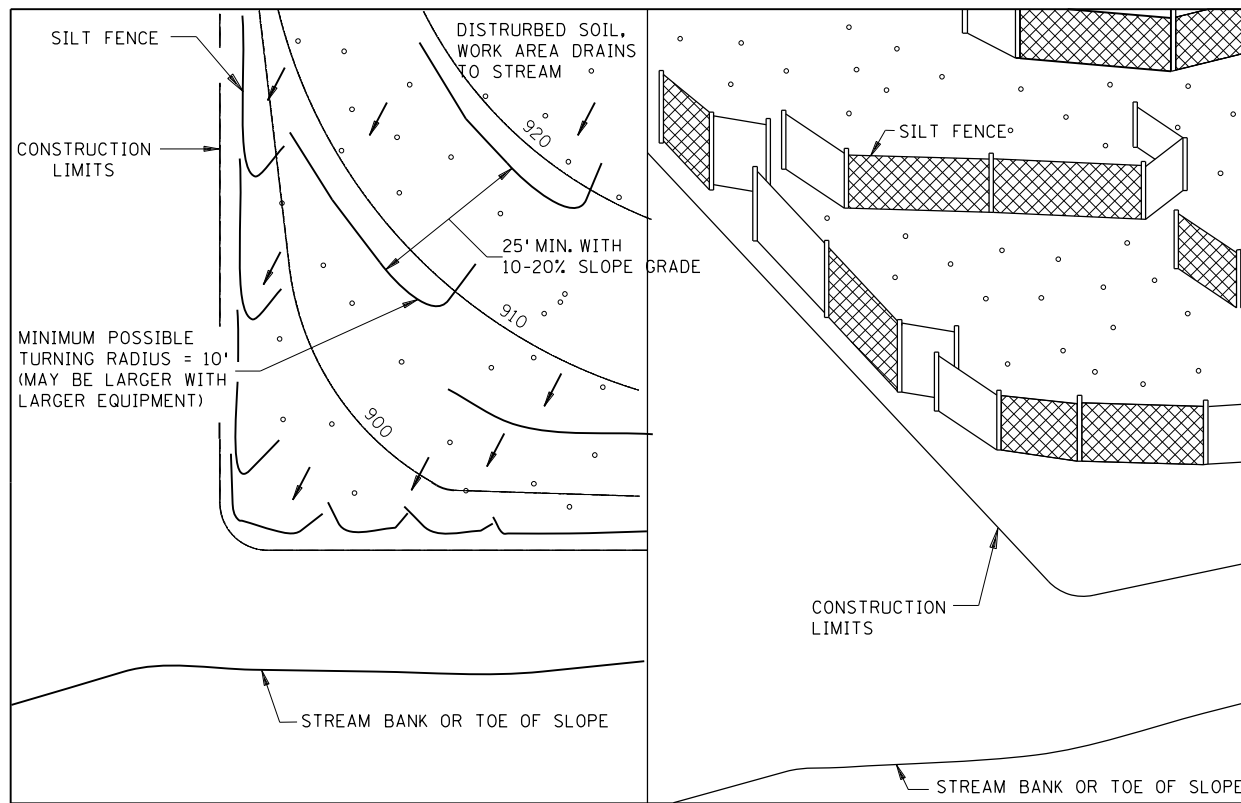 SILT FENCE
DISTRURBED SOIL,
WORK AREA DRAINS
TO STREAM
920
CONSTRUCTION
LIMITS
25' MIN. WITH
10-20% SLOPE GRADE
910
MINIMUM POSSIBLE
TURNING RADIUS = 10'
(MAY BE LARGER WITH
LARGER EQUIPMENT)
900
STREAM BANK OR TOE OF SLOPE
SILT FENCE
CONSTRUCTION
LIMITS
STREAM BANK OR TOE OF SLOPE